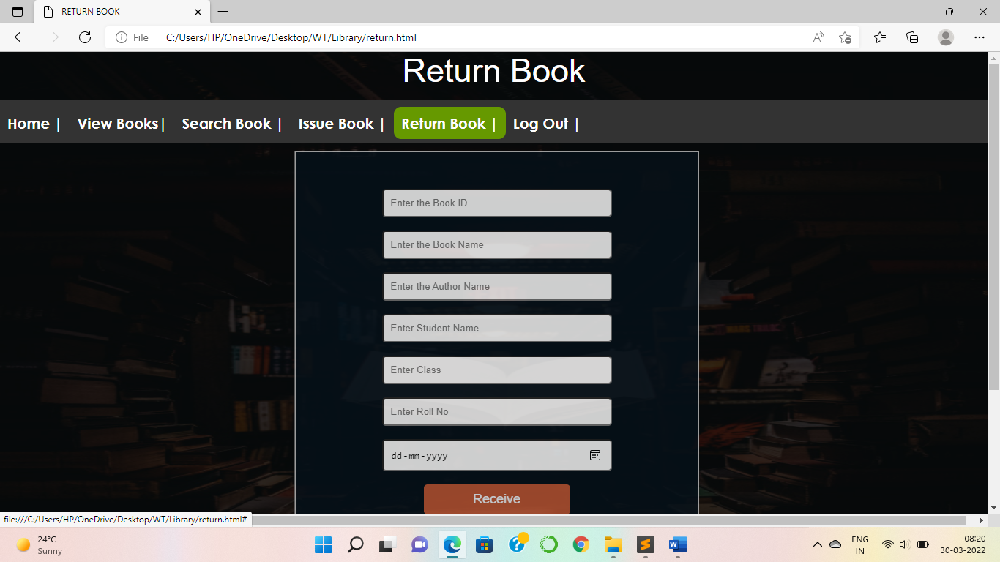 RETURN BOOK
File
C:/Users/HP/OneDrive/Desktop/WT/Library/return.html
Return Book
Home |
View Books|
Search Book |
Issue Book |
Return Book |
Log Out |
Enter the Book ID
Enter the Book Name
Enter the Author Name
Enter Student Name
Enter Class
Enter Roll No
dd-mm-yyyy
Receive
file:///C:/Users/HP/OneDrive/Desktop/WT/Library/return.html#
24°C
Sunny
ENG
IN
08:20
30-03-2022